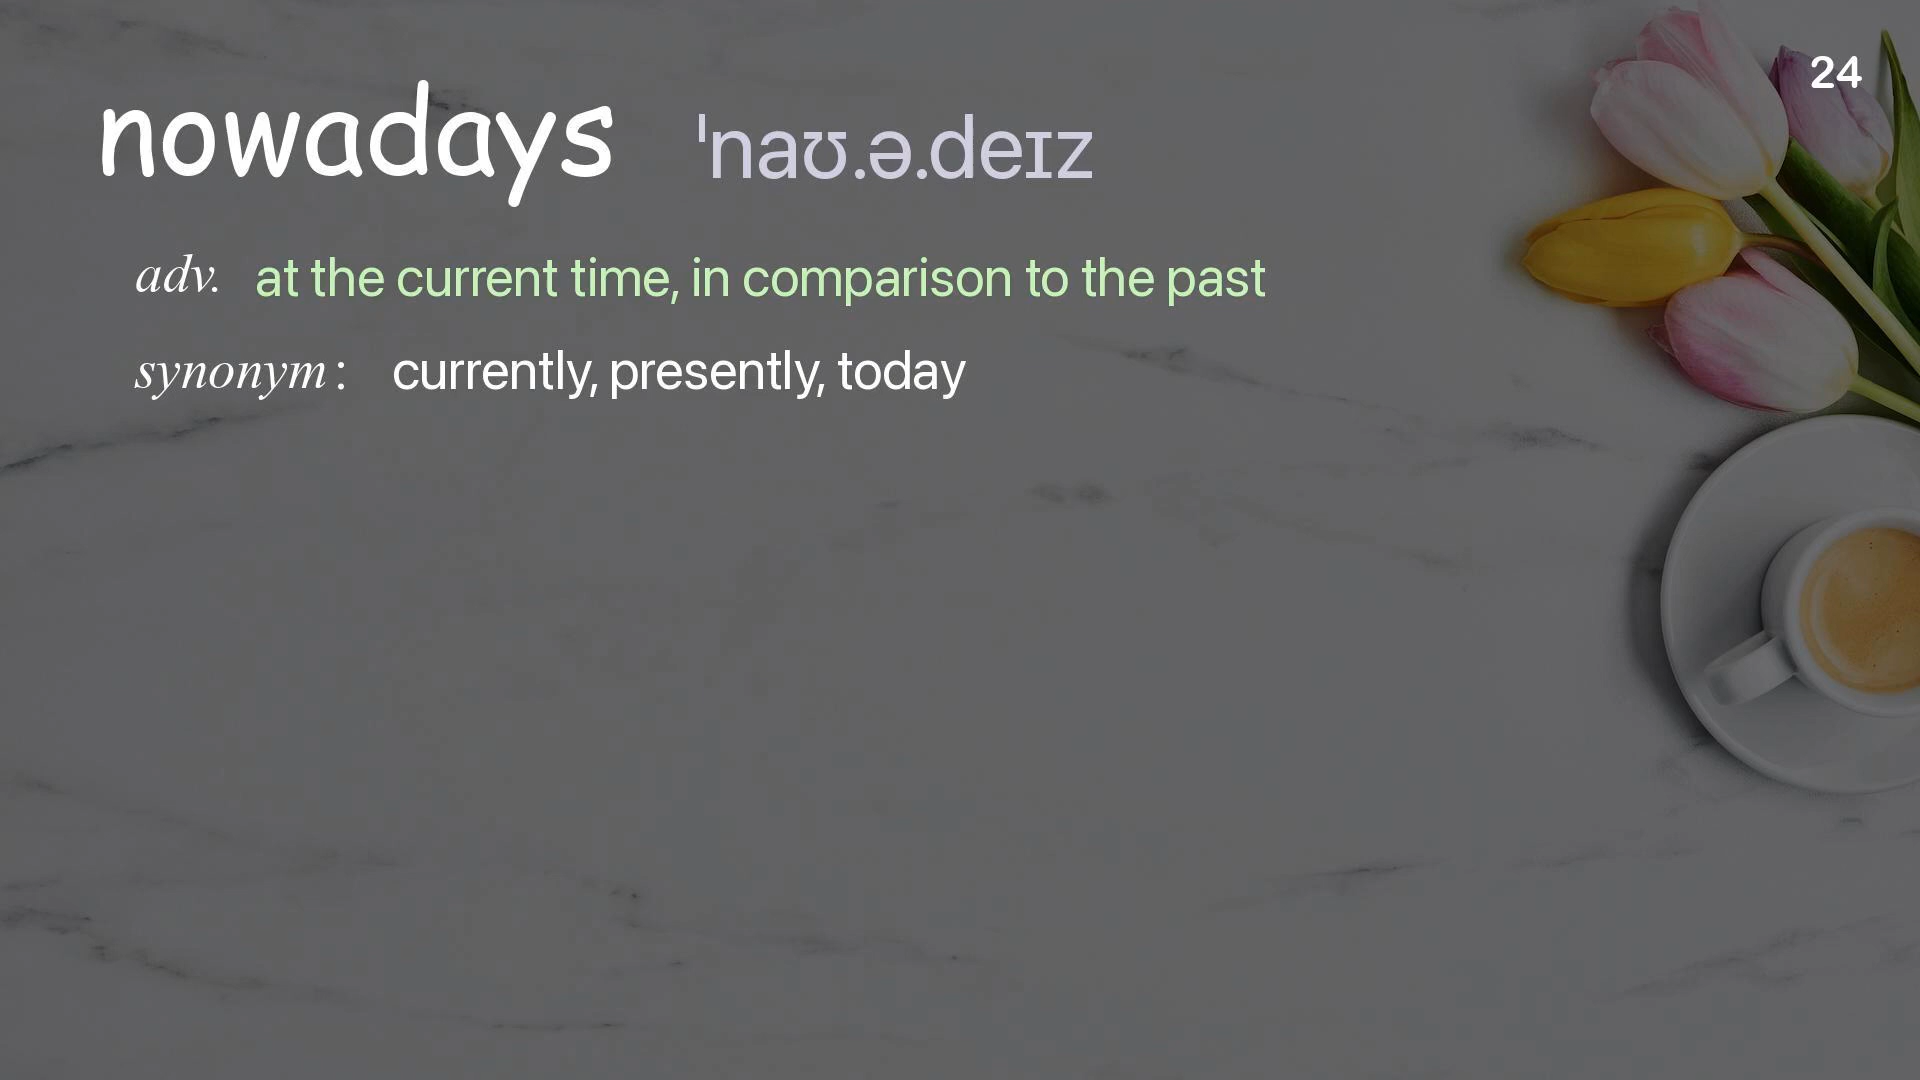 24
nowadays ˈnaʊ.ə.deɪz
adv. at the current time, in comparison to the past
synonym: currently, presently, today